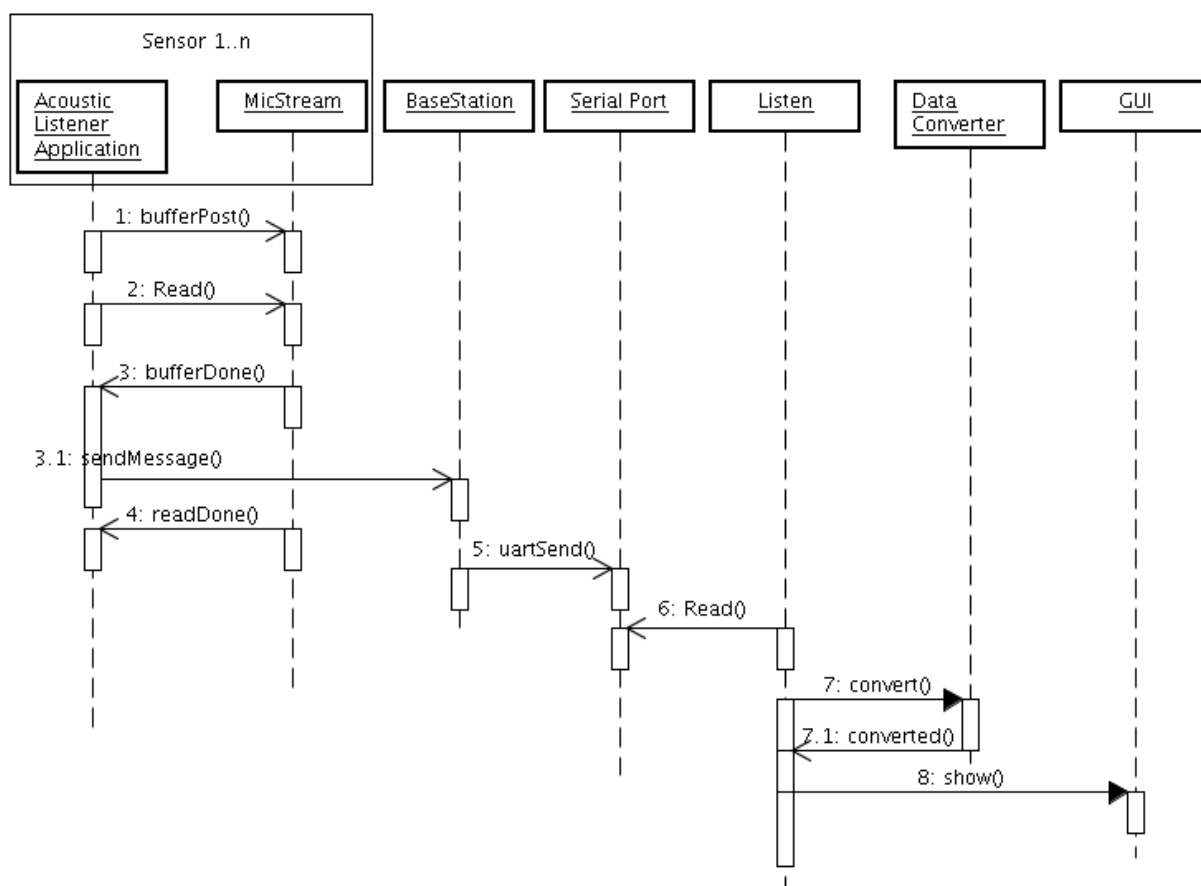 Sensor 1..n
Acoustic
Listener
Application
MicStream
BaseStation
Serial Port
Listen
Data
Converter
GUI
1: bufferPost()
2: Read()
3: bufferDone()
3.1: sendMessage()
4: readDone()
5: uartSend()
6: Read()
7: convert()
7.1: converted()
8: show()